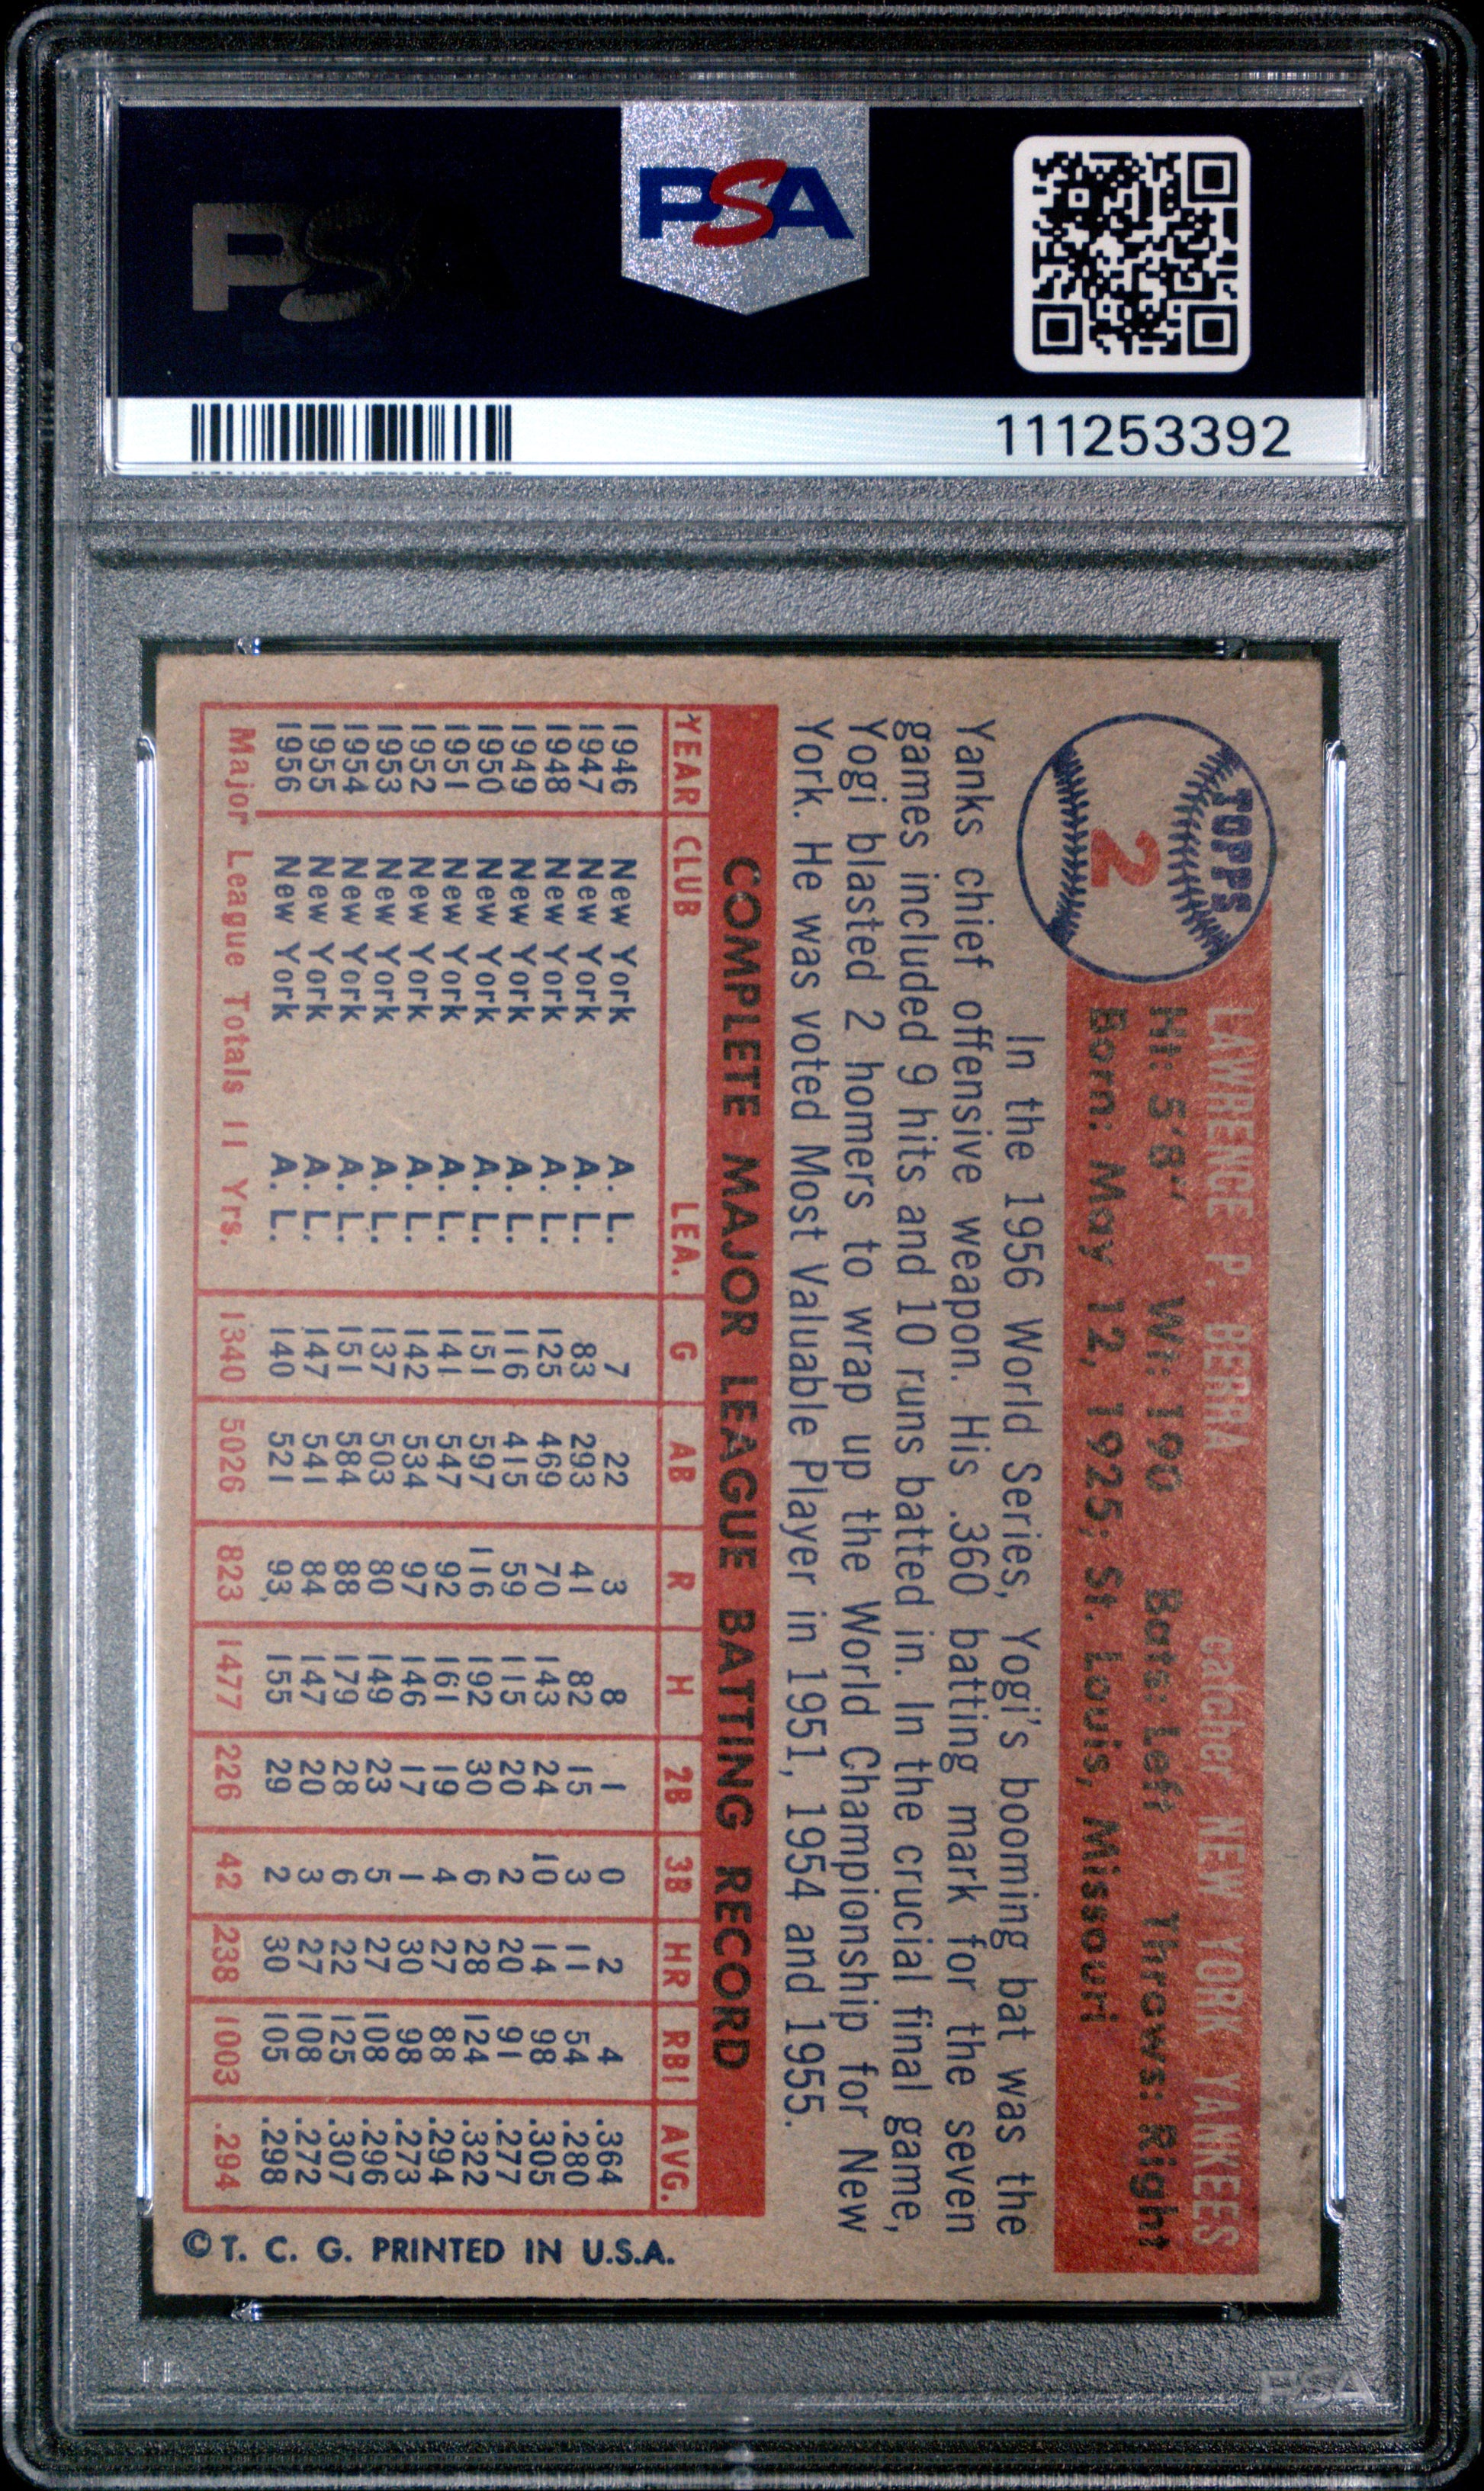 PSA
PSA
111253392
TOPPS
2
LAWRENCE P. BERRA catcher NEW YORK YANKEES
Ht: 5'8" Wt: 190 Bats: Left Throws: Right
Born: May 12, 1925; St. Louis, Missouri
In the 1956 World Series, Yogi's booming bat was the
Yanks chief offensive weapon. His .360 batting mark for the sevein
games included 9 hits and 10 runs batted in. In the crucial final game,
Yogi blasted 2 homers to wrap up the World Championship for New
York. He was voted Most Valuable Player in 1951, 1954 and 1955.
COMPLETE MAJOR LEAGUE BATTING RECORD
YEAR CLUB LEA. G AB R H 2B 3B HR RBI AVG.
1946 New York A. L. 7 22 3 8 1 0 2 4 .364
1947 New York A. L. 83 293 41 82 15 3 11 54 .280
1948 New York A. L. 125 469 70 143 24 10 14 98 .305
1949 New York A. L. 116 415 59 115 20 2 20 91 .277
1950 New York A. L. 151 597 116 192 30 6 28 124 .322
1951 New York A. L. 141 547 92 161 19 4 27 88 .294
1952 New York A. L. 142 534 97 146 17 1 30 98 .273
1953 New York A. L. 137 503 80 149 23 5 27 108 .296
1954 New York A. L. 151 584 88 179 28 6 22 125 .307
1955 New York A. L. 147 541 84 147 20 3 27 108 .272
1956 New York A. L. 140 521 93 155 29 2 30 105 .298
Major League Totals 11 Yrs. 1340 5026 823 1477 226 42 238 1003 .294
© T. C. G. PRINTED IN U.S.A.
PSA